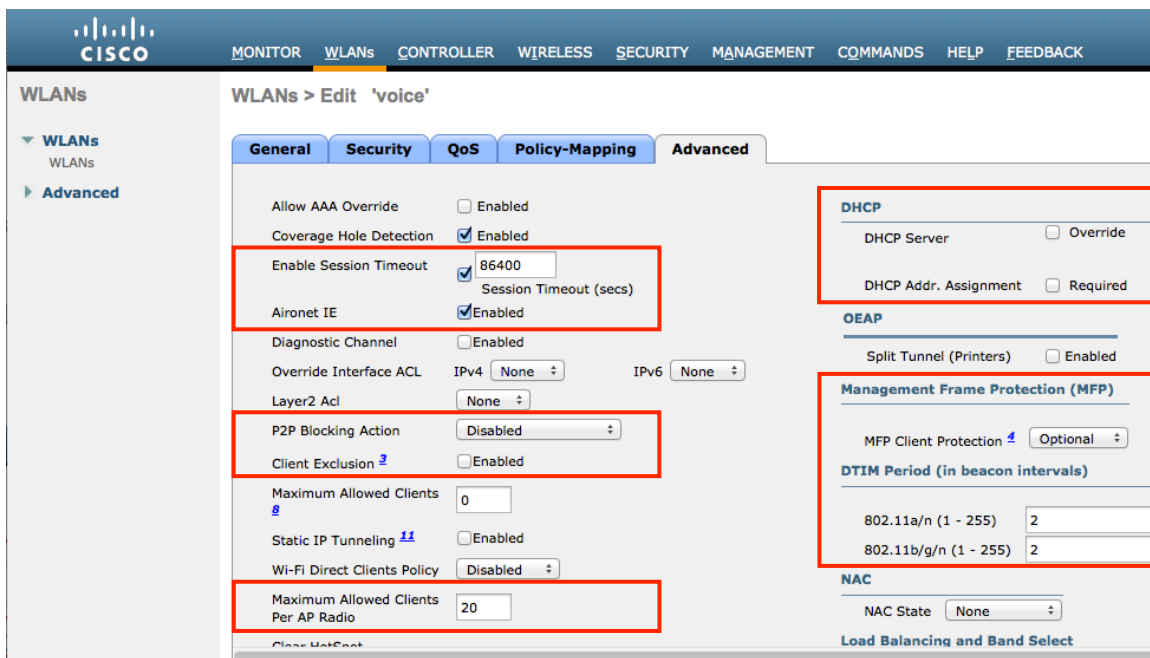 CISCO
MONITOR WLANs CONTROLLER WIRELESS SECURITY MANAGEMENT COMMANDS HELP FEEDBACK
WLANs
WLANs
WLANs
Advanced
WLANs > Edit 'voice'
General Security QoS Policy-Mapping Advanced
Allow AAA Override Enabled
Coverage Hole Detection Enabled
Enable Session Timeout 86400
Session Timeout (secs)
Aironet IE Enabled
Diagnostic Channel Enabled
Override Interface ACL IPv4 None IPv6 None
Layer2 Acl None
P2P Blocking Action Disabled
Client Exclusion 3 Enabled
Maximum Allowed Clients
8
0
Static IP Tunneling 11 Enabled
Wi-Fi Direct Clients Policy Disabled
Maximum Allowed Clients
Per AP Radio
20
Clear HotSpot
DHCP
DHCP Server Override
DHCP Addr. Assignment Required
OEAP
Split Tunnel (Printers) Enabled
Management Frame Protection (MFP)
MFP Client Protection 4 Optional
DTIM Period (in beacon intervals)
802.11a/n (1 - 255) 2
802.11b/g/n (1 - 255) 2
NAC
NAC State None
Load Balancing and Band Select